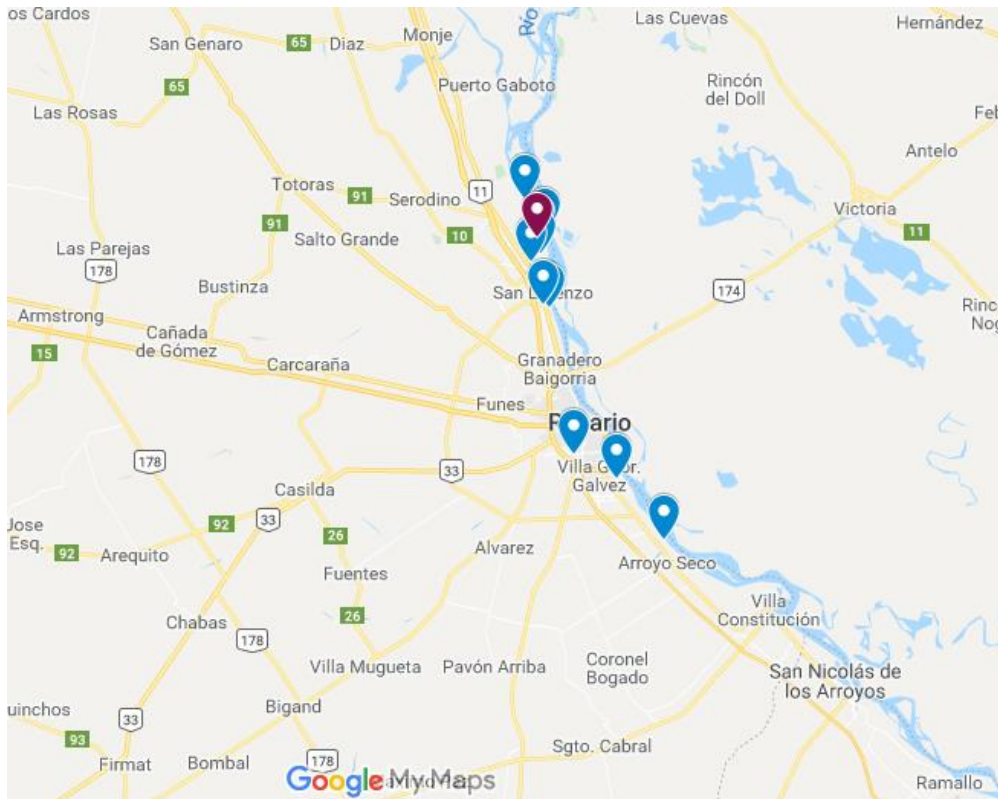 os Cardos
San Genaro
65
Diaz
Monje
Río
Las Cuevas
Hernández
65
Puerto Gaboto
Rincón
del Doll
Las Rosas
Feb
Antelo
Totoras
91
Serodino
11
Victoria
91
Salto Grande
10
11
Las Parejas
178
Bustinza
San Lorenzo
174
Rinc
Nog
Armstrong
Cañada
de Gómez
15
Carcaraña
Granadero
Baigorria
Funes
Rosario
178
33
Villa Gdor.
Galvez
Casilda
Jose
Esq.
92
33
92
Arequito
26
Alvarez
Arroyo Seco
Fuentes
Villa
Constitución
26
Chabas
178
Villa Mugueta
Pavón Arriba
Coronel
Bogado
San Nicolás de
los Arroyos
uinchos
33
Bigand
93
Sgto. Cabral
Firmat
Bombal
178
Google My Maps
Ramallo